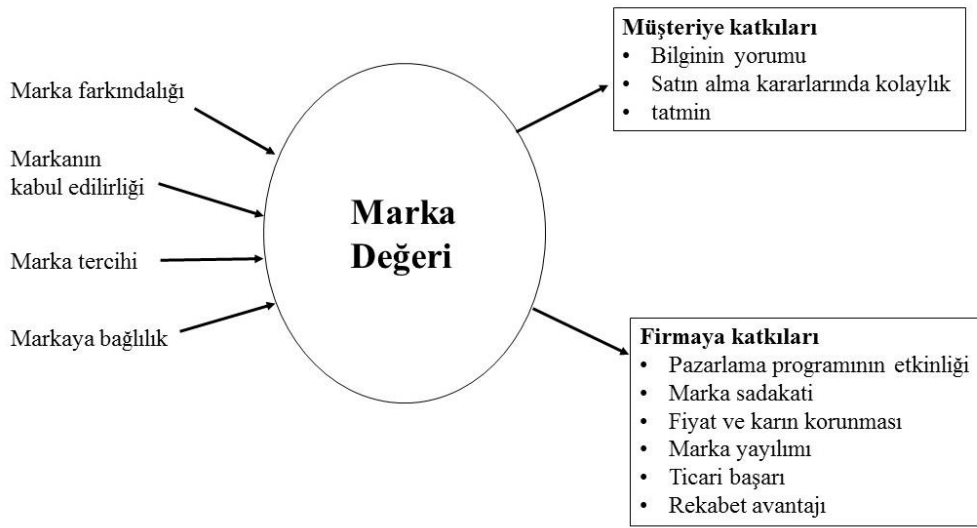 Marka farkındalığı
Markanın
kabul edilirliği
Marka tercihi
Markaya bağlılık
Marka
Değeri
Müşteriye katkıları
• Bilginin yorumu
• Satın alma kararlarında kolaylık
• tatmin
Firmaya katkıları
• Pazarlama programının etkinliği
• Marka sadakati
• Fiyat ve karın korunması
• Marka yayılımı
• Ticari başarı
• Rekabet avantajı